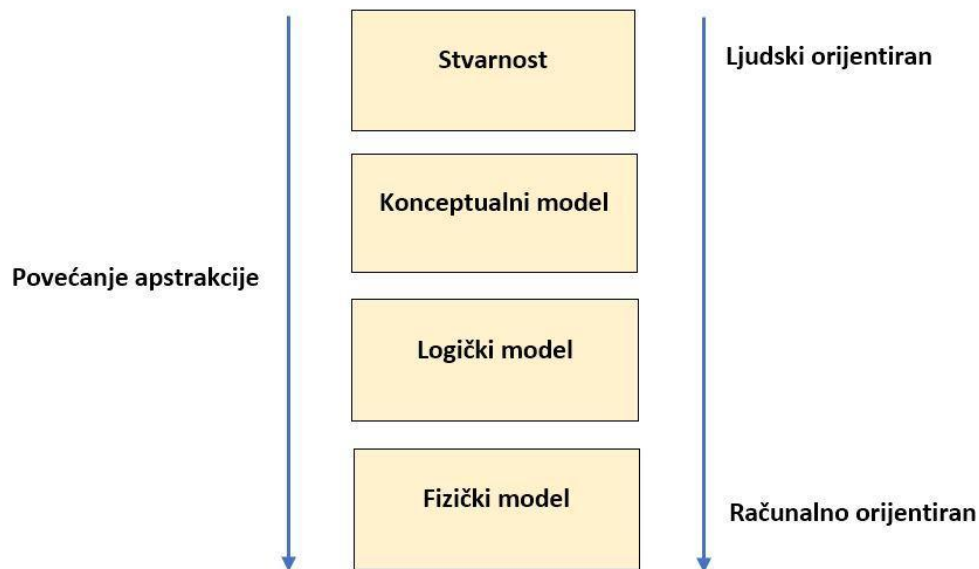 Stvarnost
Ljudski orijentiran
Konceptualni model
Povećanje apstrakcije
Logički model
Fizički model
Računalno orijentiran